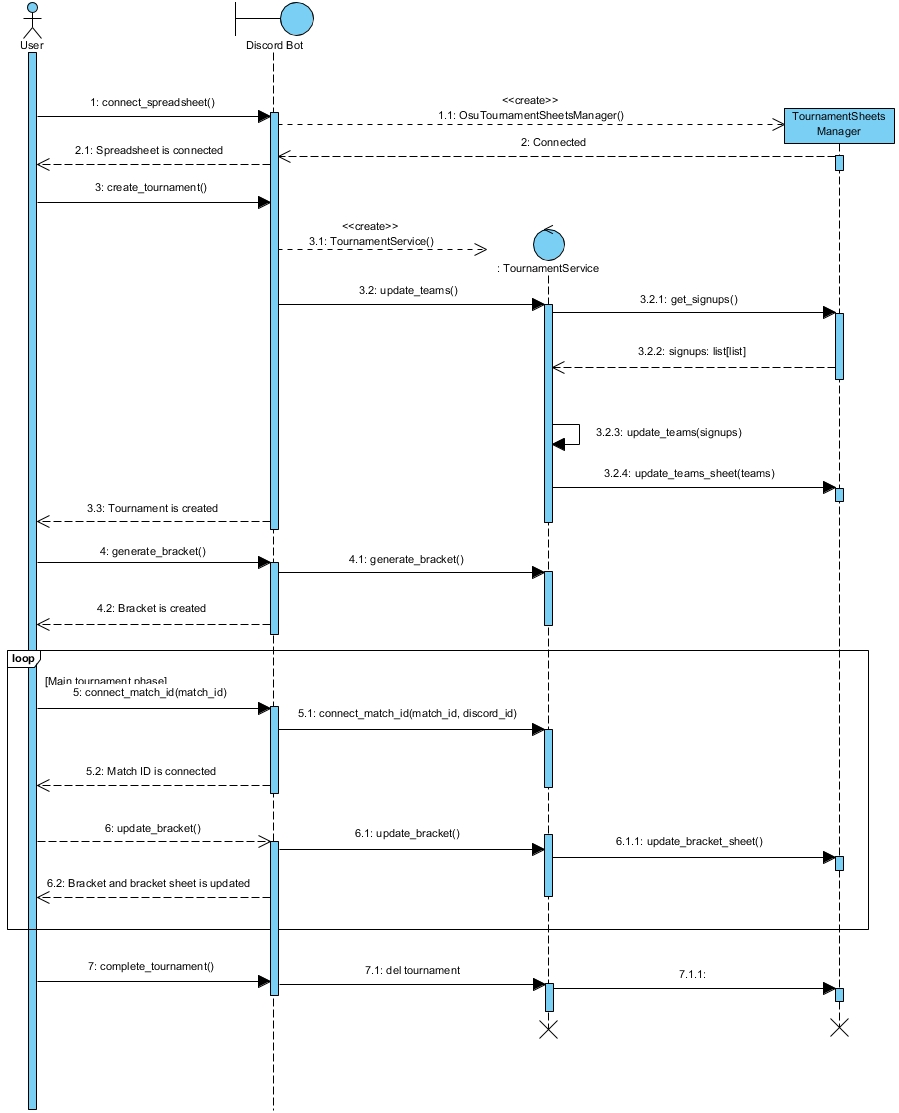 User
Discord Bot
<<create>>
1: connect_spreadsheet()
1.1: OsuTournamentSheetsManager()
TournamentSheets
Manager
2: Connected
2.1: Spreadsheet is connected
3: create_tournament()
<<create>>
3.1: TournamentService()
: TournamentService
3.2: update_teams()
3.2.1: get_signups()
3.2.2: signups: list[list]
3.2.3: update_teams(signups)
3.2.4: update_teams_sheet(teams)
3.3: Tournament is created
4: generate_bracket()
4.1: generate_bracket()
4.2: Bracket is created
loop
[Main tournament phase]
5: connect_match_id(match_id)
5.1: connect_match_id(match_id, discord_id)
5.2: Match ID is connected
6: update_bracket()
6.1: update_bracket()
6.1.1: update_bracket_sheet()
6.2: Bracket and bracket sheet is updated
7: complete_tournament()
7.1: del tournament
7.1.1: